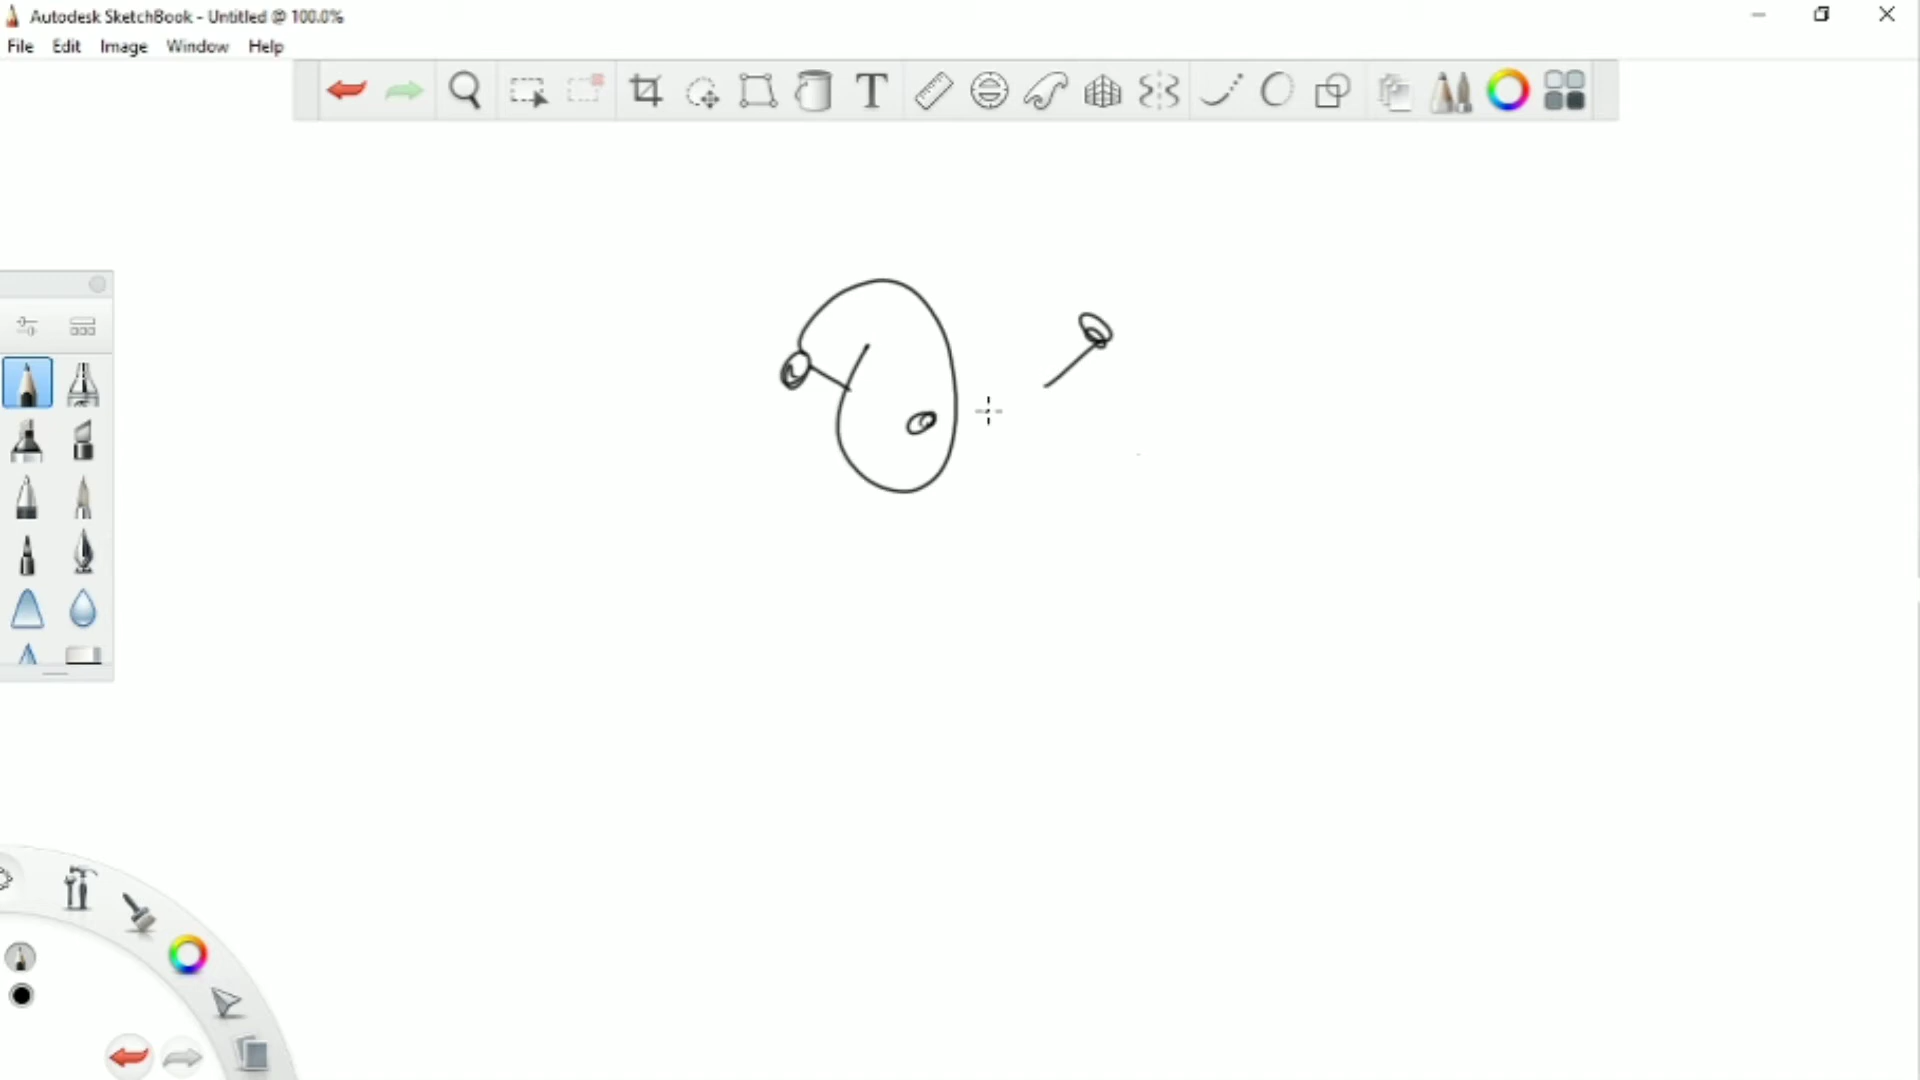 Autodesk SketchBook - Untitled @ 100.0%
File Edit Image Window Help
T